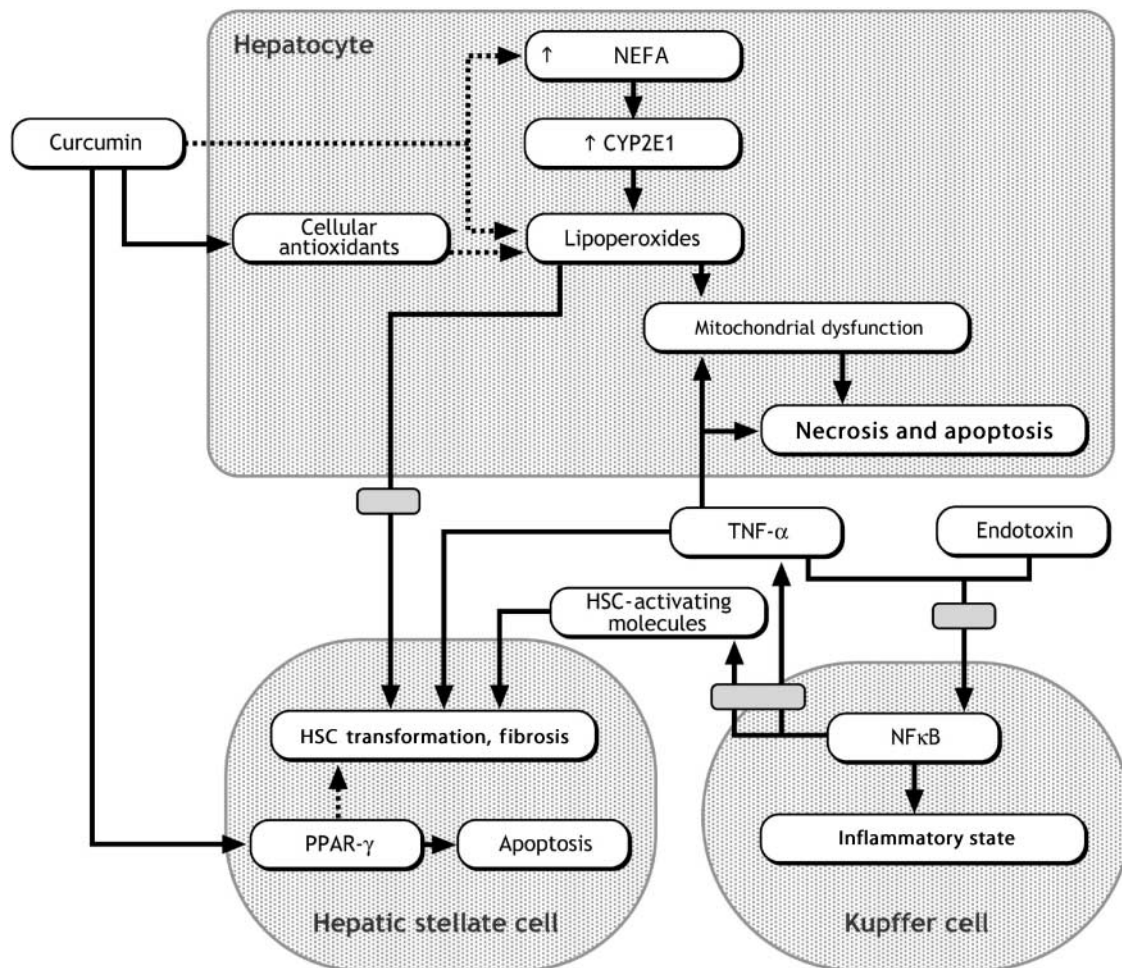 Hepatocyte
↑ NEFA
Curcumin
↑ CYP2E1
Cellular
antioxidants
Lipoperoxides
Mitochondrial dysfunction
Necrosis and apoptosis
TNF-α
Endotoxin
HSC-activating
molecules
HSC transformation, fibrosis
NFκB
PPAR-γ
Apoptosis
Inflammatory state
Hepatic stellate cell
Kupffer cell